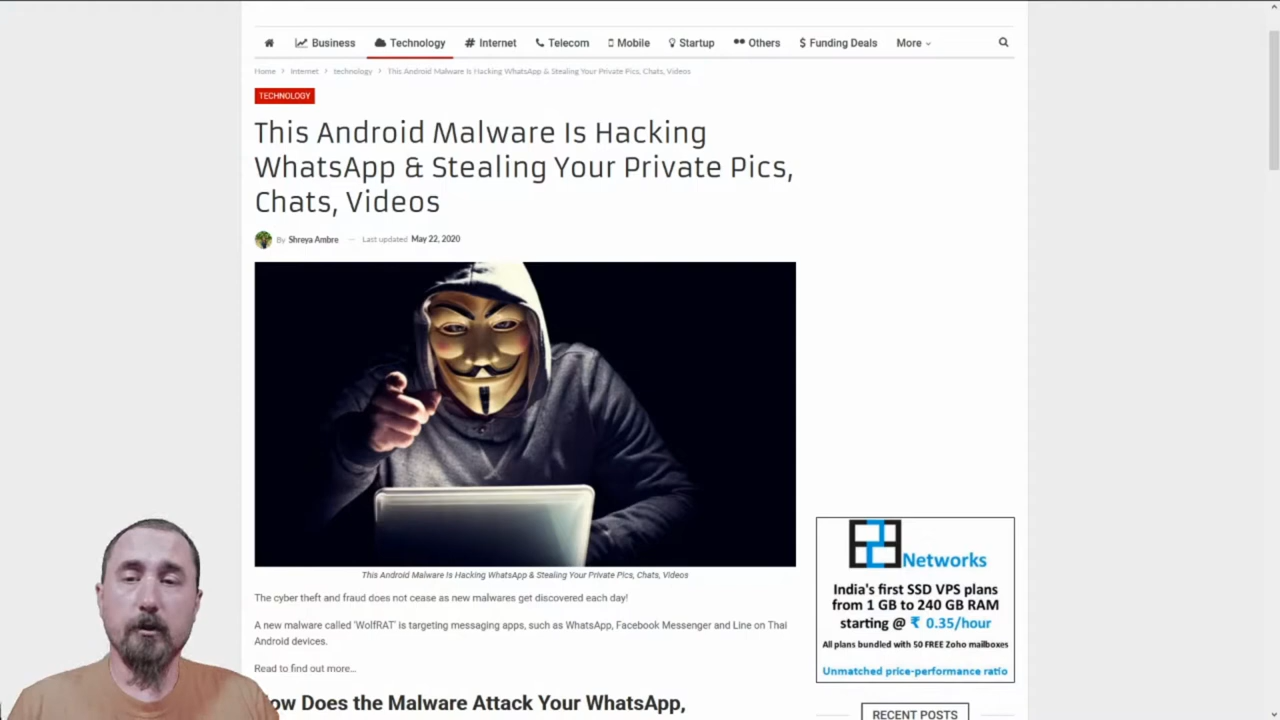 Business
Technology
Internet
Telecom
Mobile
Startup
Others
$ Funding Deals
More
Home > Internet > technology > This Android Malware Is Hacking WhatsApp & Stealing Your Private Pics, Chats, Videos
TECHNOLOGY
This Android Malware Is Hacking
WhatsApp & Stealing Your Private Pics,
Chats, Videos
By Shreya Ambre — Last updated May 22, 2020
This Android Malware Is Hacking WhatsApp & Stealing Your Private Pics, Chats, Videos
The cyber theft and fraud does not cease as new malwares get discovered each day!
A new malware called 'WolfRAT' is targeting messaging apps, such as WhatsApp, Facebook Messenger and Line on Thai
Android devices.
Read to find out more...
ow Does the Malware Attack Your WhatsApp,
Networks
India's first SSD VPS plans
from 1 GB to 240 GB RAM
starting @ ₹ 0.35/hour
All plans bundled with 50 FREE Zoho mailboxes
Unmatched price-performance ratio
RECENT POSTS